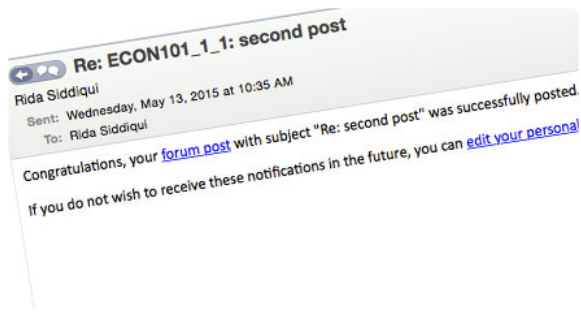 Re: ECON101_1_1: second post
Rida Siddiqui
Sent: Wednesday, May 13, 2015 at 10:35 AM
To: Rida Siddiqui
Congratulations, your forum post with subject "Re: second post" was successfully posted.
If you do not wish to receive these notifications in the future, you can edit your personal